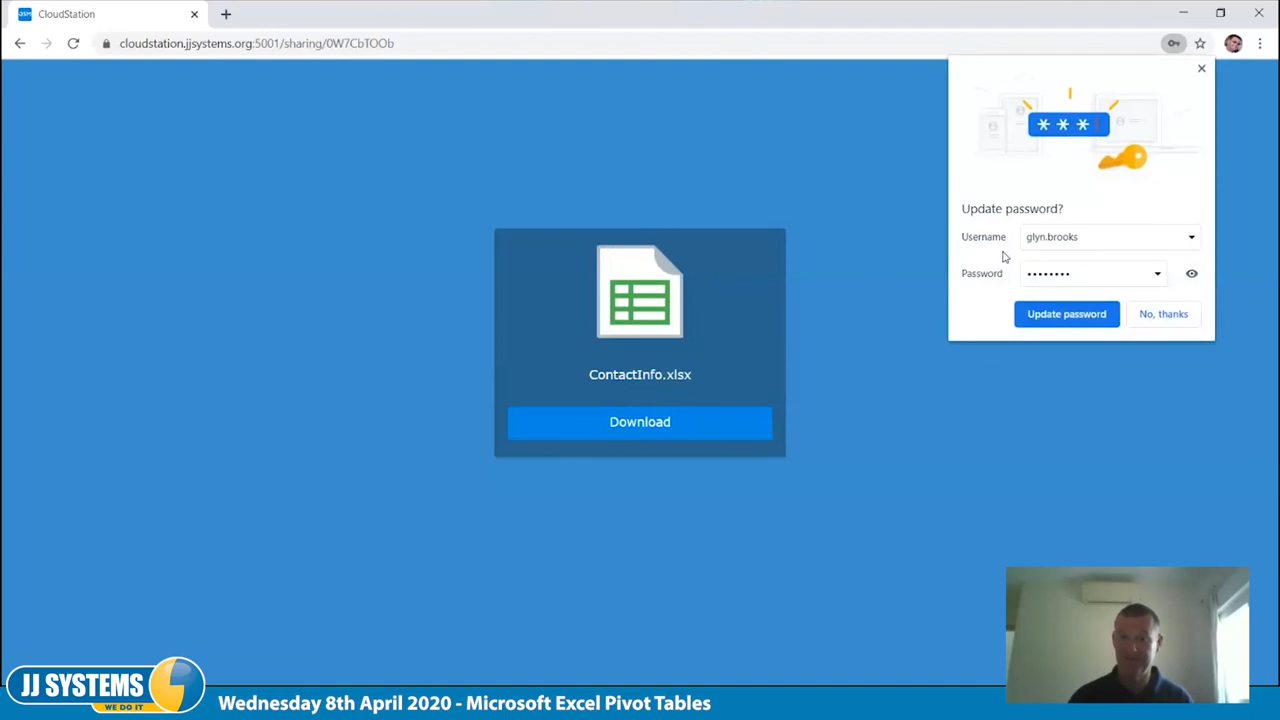 CloudStation
cloudstation.jjsystems.org:5001/sharing/0W7CbTOOb
* * *
Update password?
Username glyn.brooks
Password ••••••••
Update password No, thanks
ContactInfo.xlsx
Download
JJ SYSTEMS
WE DO IT
Wednesday 8th April 2020 - Microsoft Excel Pivot Tables